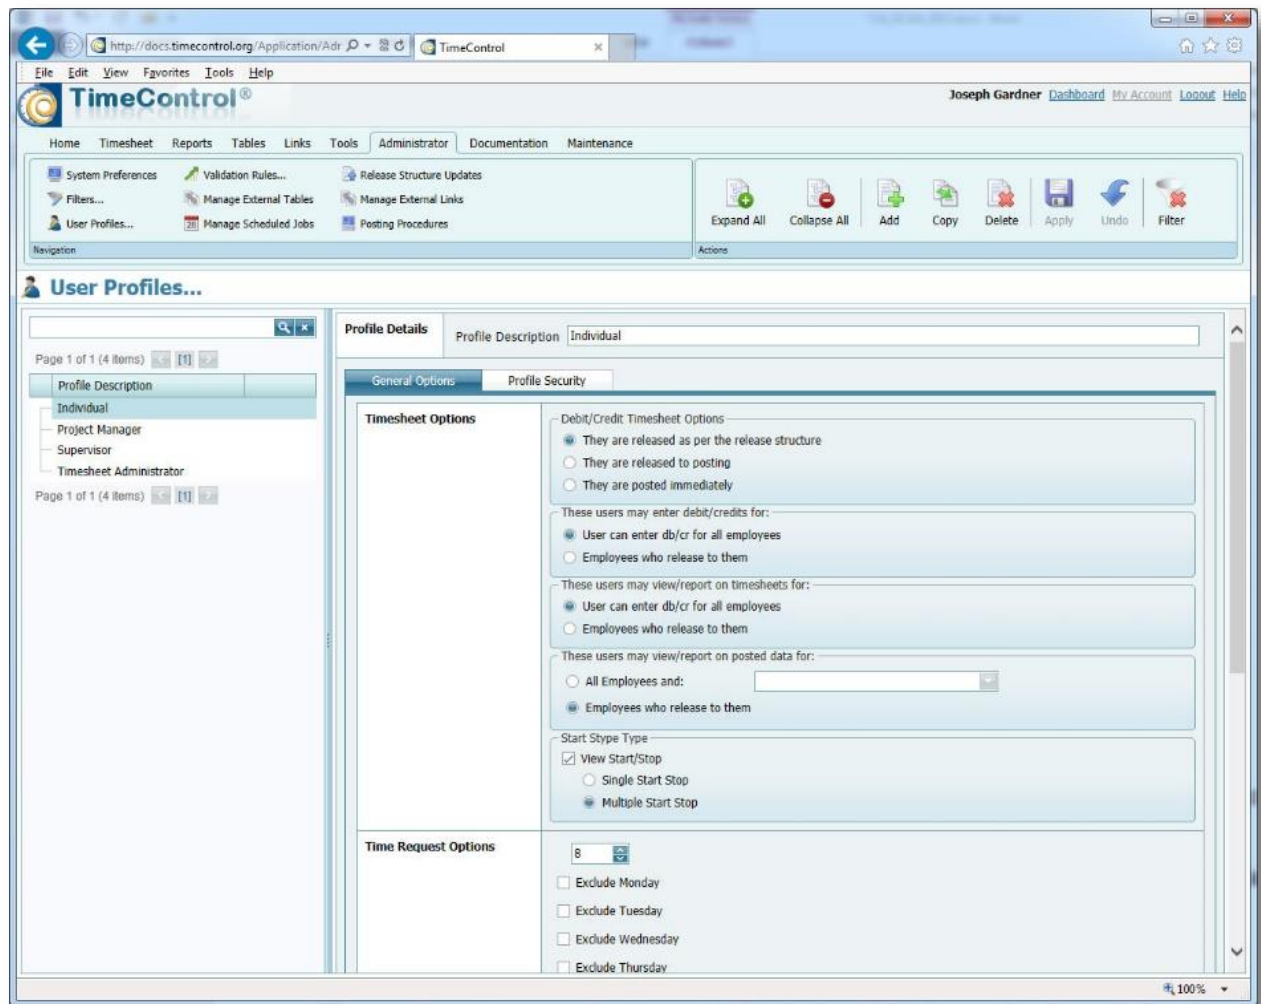 http://docs.timecontrol.org/Application/Adr
TimeControl
File Edit View Favorites Tools Help
TimeControl®
Joseph Gardner Dashboard My Account Logout Help
Home Timesheet Reports Tables Links Tools Administrator Documentation Maintenance
System Preferences Validation Rules... Release Structure Updates
Filters... Manage External Tables Manage External Links
User Profiles... Manage Scheduled Jobs Posting Procedures
Expand All Collapse All Add Copy Delete Apply Undo Filter
Navigation Actions
User Profiles...
Page 1 of 1 (4 items) [1]
Profile Description
Individual
Project Manager
Supervisor
Timesheet Administrator
Page 1 of 1 (4 items) [1]
Profile Details Profile Description Individual
General Options Profile Security
Timesheet Options
Debit/Credit Timesheet Options
They are released as per the release structure
They are released to posting
They are posted immediately
These users may enter debit/credits for:
User can enter db/cr for all employees
Employees who release to them
These users may view/report on timesheets for:
User can enter db/cr for all employees
Employees who release to them
These users may view/report on posted data for:
All Employees and:
Employees who release to them
Start Stype Type
View Start/Stop
Single Start Stop
Multiple Start Stop
Time Request Options
8
Exclude Monday
Exclude Tuesday
Exclude Wednesday
Exclude Thursday
100%